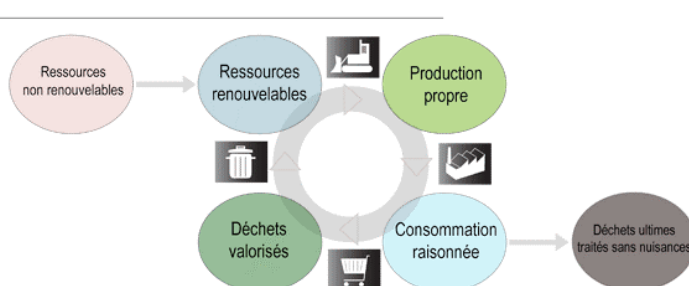 Ressources
non renouvelables
Ressources
renouvelables
Production
propre
Déchets
valorisés
Consommation
raisonnée
Déchets ultimes
traités sans nuisances